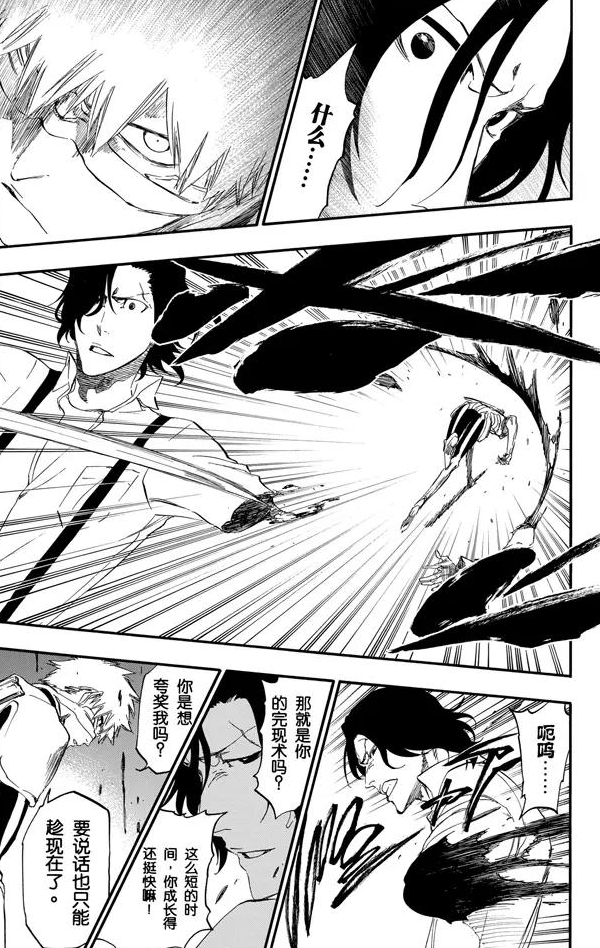 什么……
呃呜……
那就是你
的完现术吗?
这么短的时
间,你成长得
还挺快嘛!
你是想
夸奖我吗?
要说话也只能
趁现在了。